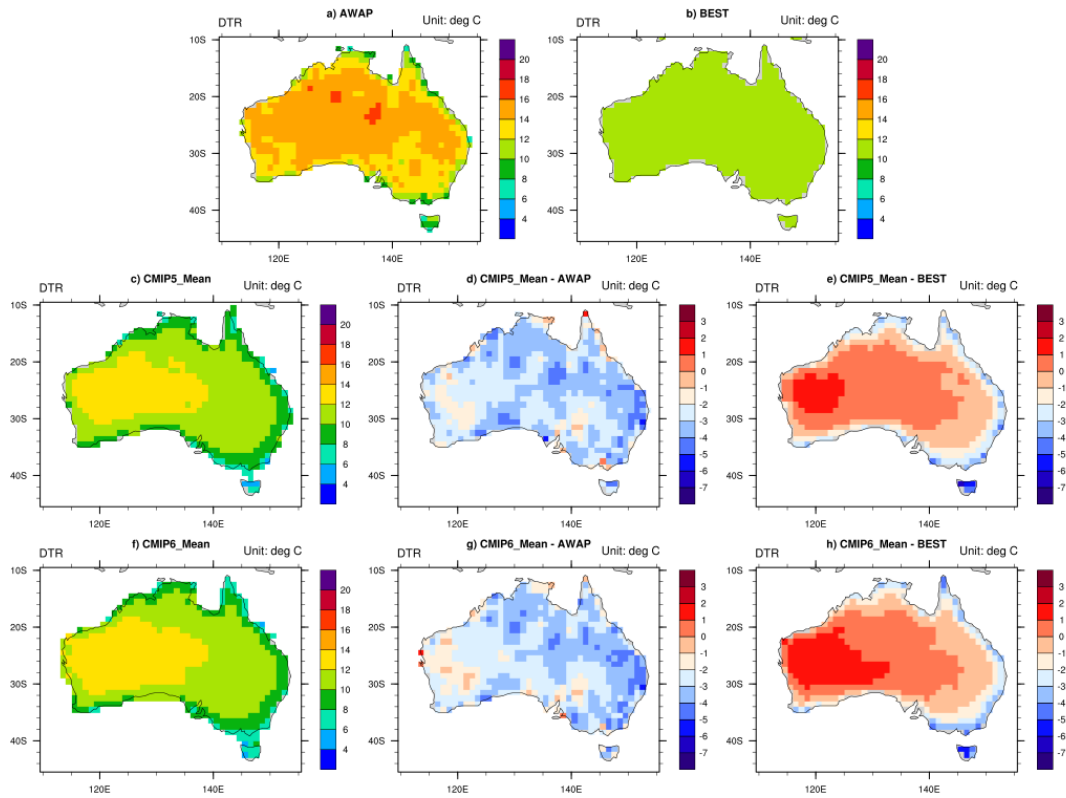 a) AWAP
DTR
Unit: deg C
10S
20S
30S
40S
120E
140E
20
18
16
14
12
10
8
6
4
b) BEST
DTR
Unit: deg C
10S
20S
30S
40S
120E
140E
20
18
16
14
12
10
8
6
4
c) CMIP5_Mean
DTR
Unit: deg C
10S
20S
30S
40S
120E
140E
20
18
16
14
12
10
8
6
4
d) CMIP5_Mean - AWAP
DTR
Unit: deg C
10S
20S
30S
40S
120E
140E
3
2
1
0
-1
-2
-3
-4
-5
-6
-7
e) CMIP5_Mean - BEST
DTR
Unit: deg C
10S
20S
30S
40S
120E
140E
3
2
1
0
-1
-2
-3
-4
-5
-6
-7
f) CMIP6_Mean
DTR
Unit: deg C
10S
20S
30S
40S
120E
140E
20
18
16
14
12
10
8
6
4
g) CMIP6_Mean - AWAP
DTR
Unit: deg C
10S
20S
30S
40S
120E
140E
3
2
1
0
-1
-2
-3
-4
-5
-6
-7
h) CMIP6_Mean - BEST
DTR
Unit: deg C
10S
20S
30S
40S
120E
140E
3
2
1
0
-1
-2
-3
-4
-5
-6
-7